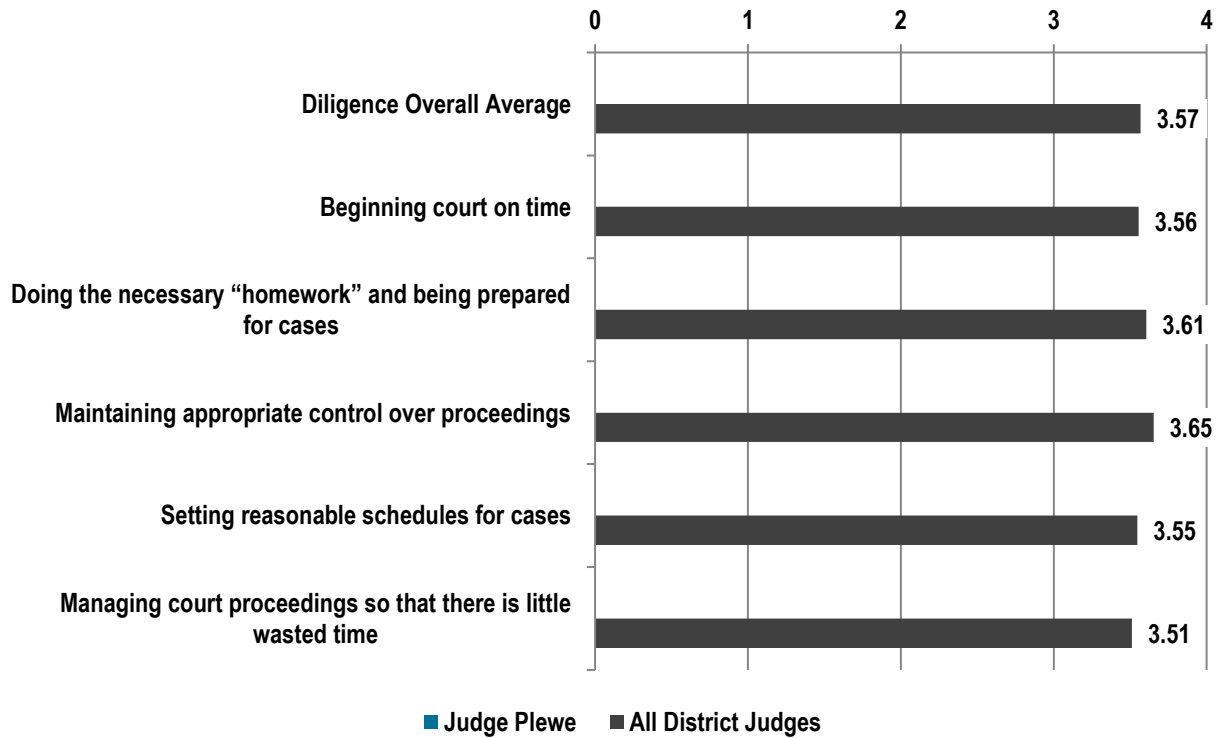 0 1 2 3 4
Diligence Overall Average
3.57
Beginning court on time
3.56
Doing the necessary “homework” and being prepared
for cases
3.61
Maintaining appropriate control over proceedings
3.65
Setting reasonable schedules for cases
3.55
Managing court proceedings so that there is little
wasted time
3.51
Judge Plewe All District Judges